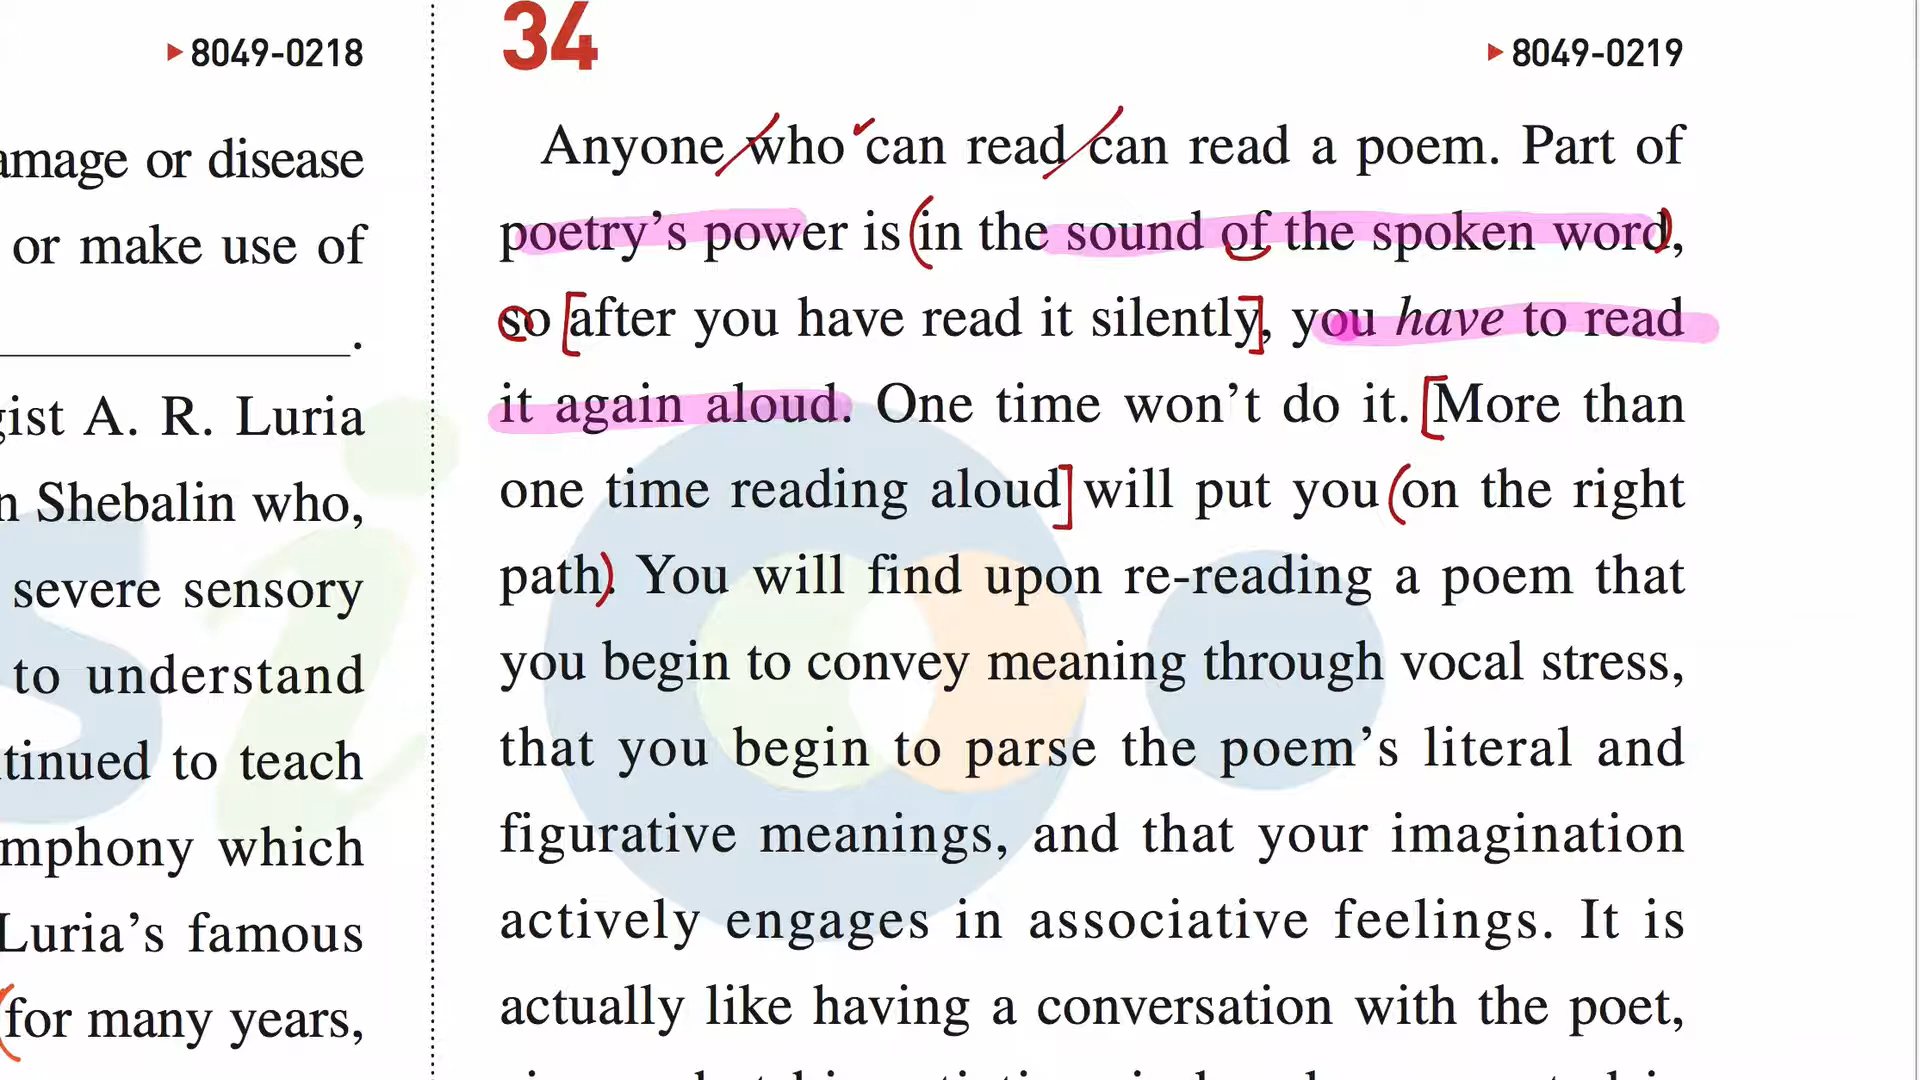 ▶8049-0218
amage or disease
or make use of
.
gist A. R. Luria
n Shebalin who,
severe sensory
to understand
tinued to teach
mphony which
Luria's famous
for many years,
34
▶8049-0219
Anyone who can read can read a poem. Part of
poetry's power is in the sound of the spoken word,
so after you have read it silently, you have to read
it again aloud. One time won't do it. More than
one time reading aloud will put you on the right
path. You will find upon re-reading a poem that
you begin to convey meaning through vocal stress,
that you begin to parse the poem's literal and
figurative meanings, and that your imagination
actively engages in associative feelings. It is
actually like having a conversation with the poet,